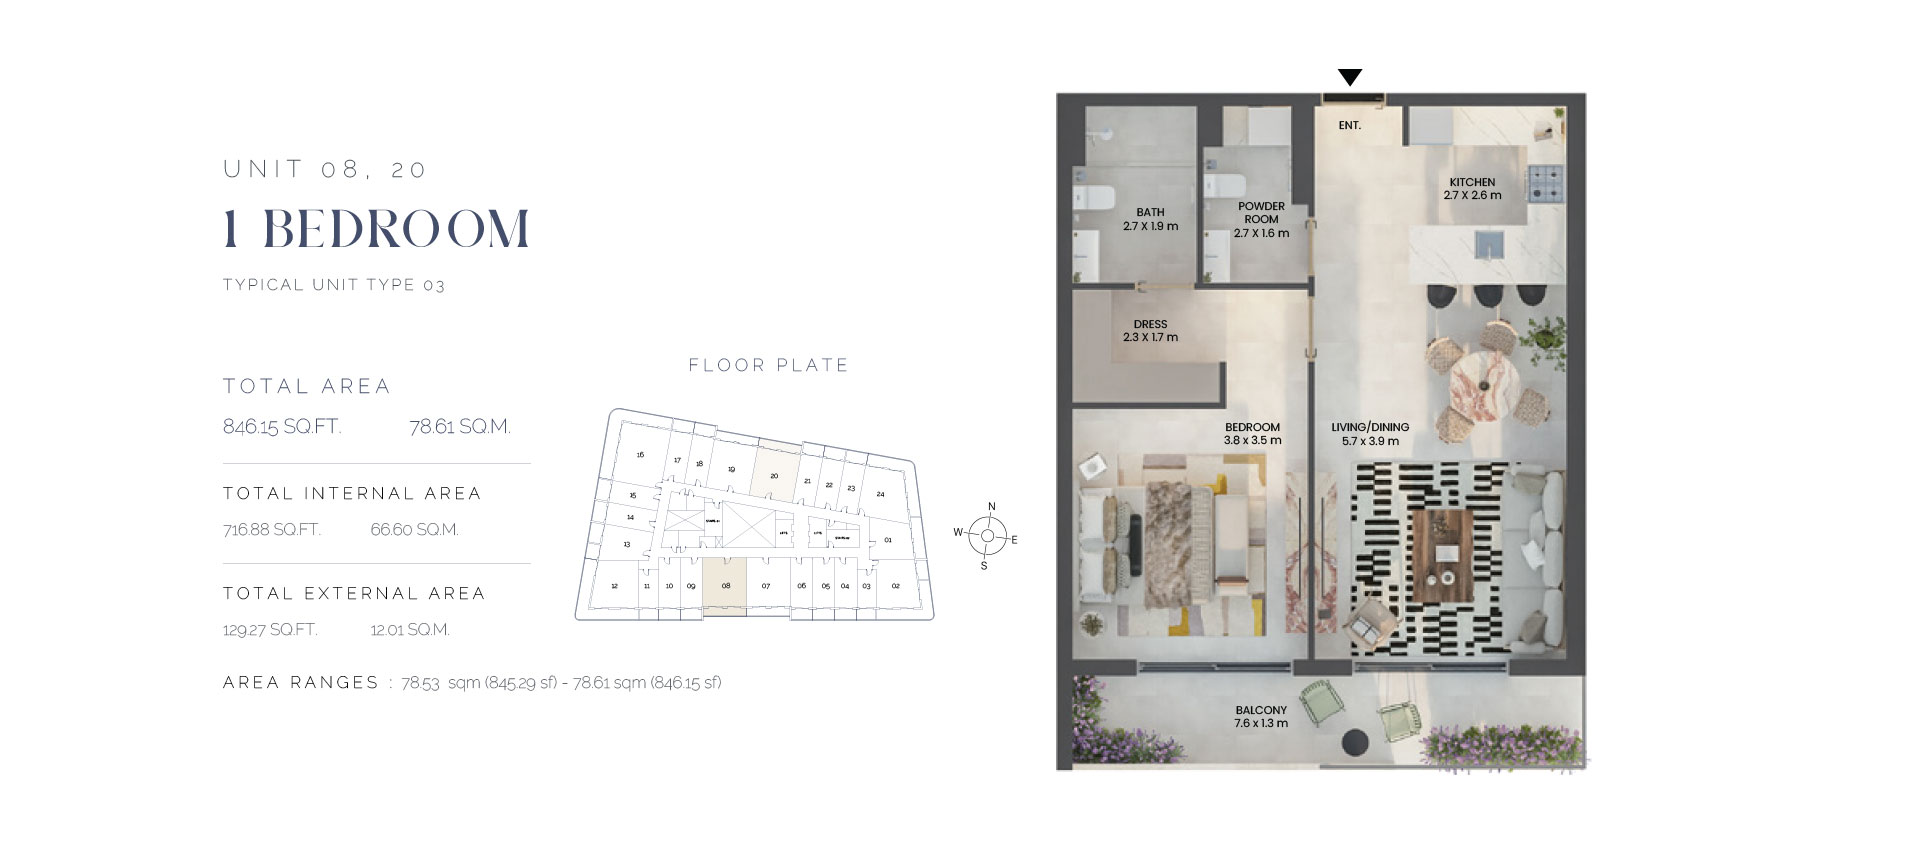 UNIT 08, 20
1 BEDROOM
TYPICAL UNIT TYPE 03
TOTAL AREA
846.15 SQ.FT. 78.61 SQ.M.
TOTAL INTERNAL AREA
716.88 SQ.FT. 66.60 SQ.M.
TOTAL EXTERNAL AREA
129.27 SQ.FT. 12.01 SQ.M.
AREA RANGES : 78.53 sqm (845.29 sf) - 78.61 sqm (846.15 sf)
FLOOR PLATE
16
17
18
19
20
21
22
23
24
15
14
13
01
12
11
10
09
08
07
06
05
04
03
02
N
W
E
S
ENT.
KITCHEN
2.7 X 2.6 m
BATH
2.7 X 1.9 m
POWDER
ROOM
2.7 X 1.6 m
DRESS
2.3 X 1.7 m
BEDROOM
3.8 x 3.5 m
LIVING/DINING
5.7 x 3.9 m
BALCONY
7.6 x 1.3 m